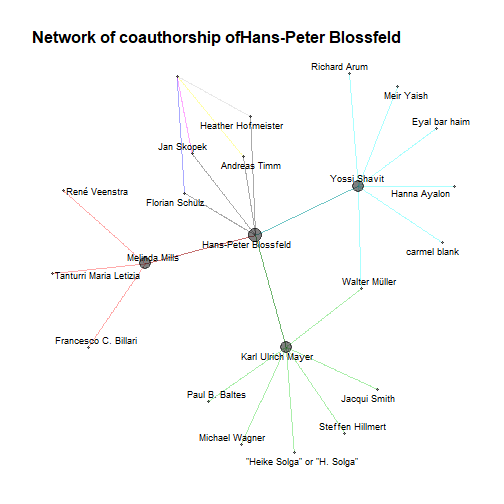 Network of coauthorship ofHans-Peter Blossfeld
Richard Arum
Meir Yaish
Eyal bar haim
Heather Hofmeister
Jan Skopek
Andreas Timm
Yossi Shavit
Hanna Ayalon
René Veenstra
Florian Schulz
Hans-Peter Blossfeld
carmel blank
Melinda Mills
Tanturri Maria Letizia
Walter Müller
Francesco C. Billari
Karl Ulrich Mayer
Paul B. Baltes
Jacqui Smith
Steffen Hillmert
Michael Wagner
"Heike Solga" or "H. Solga"